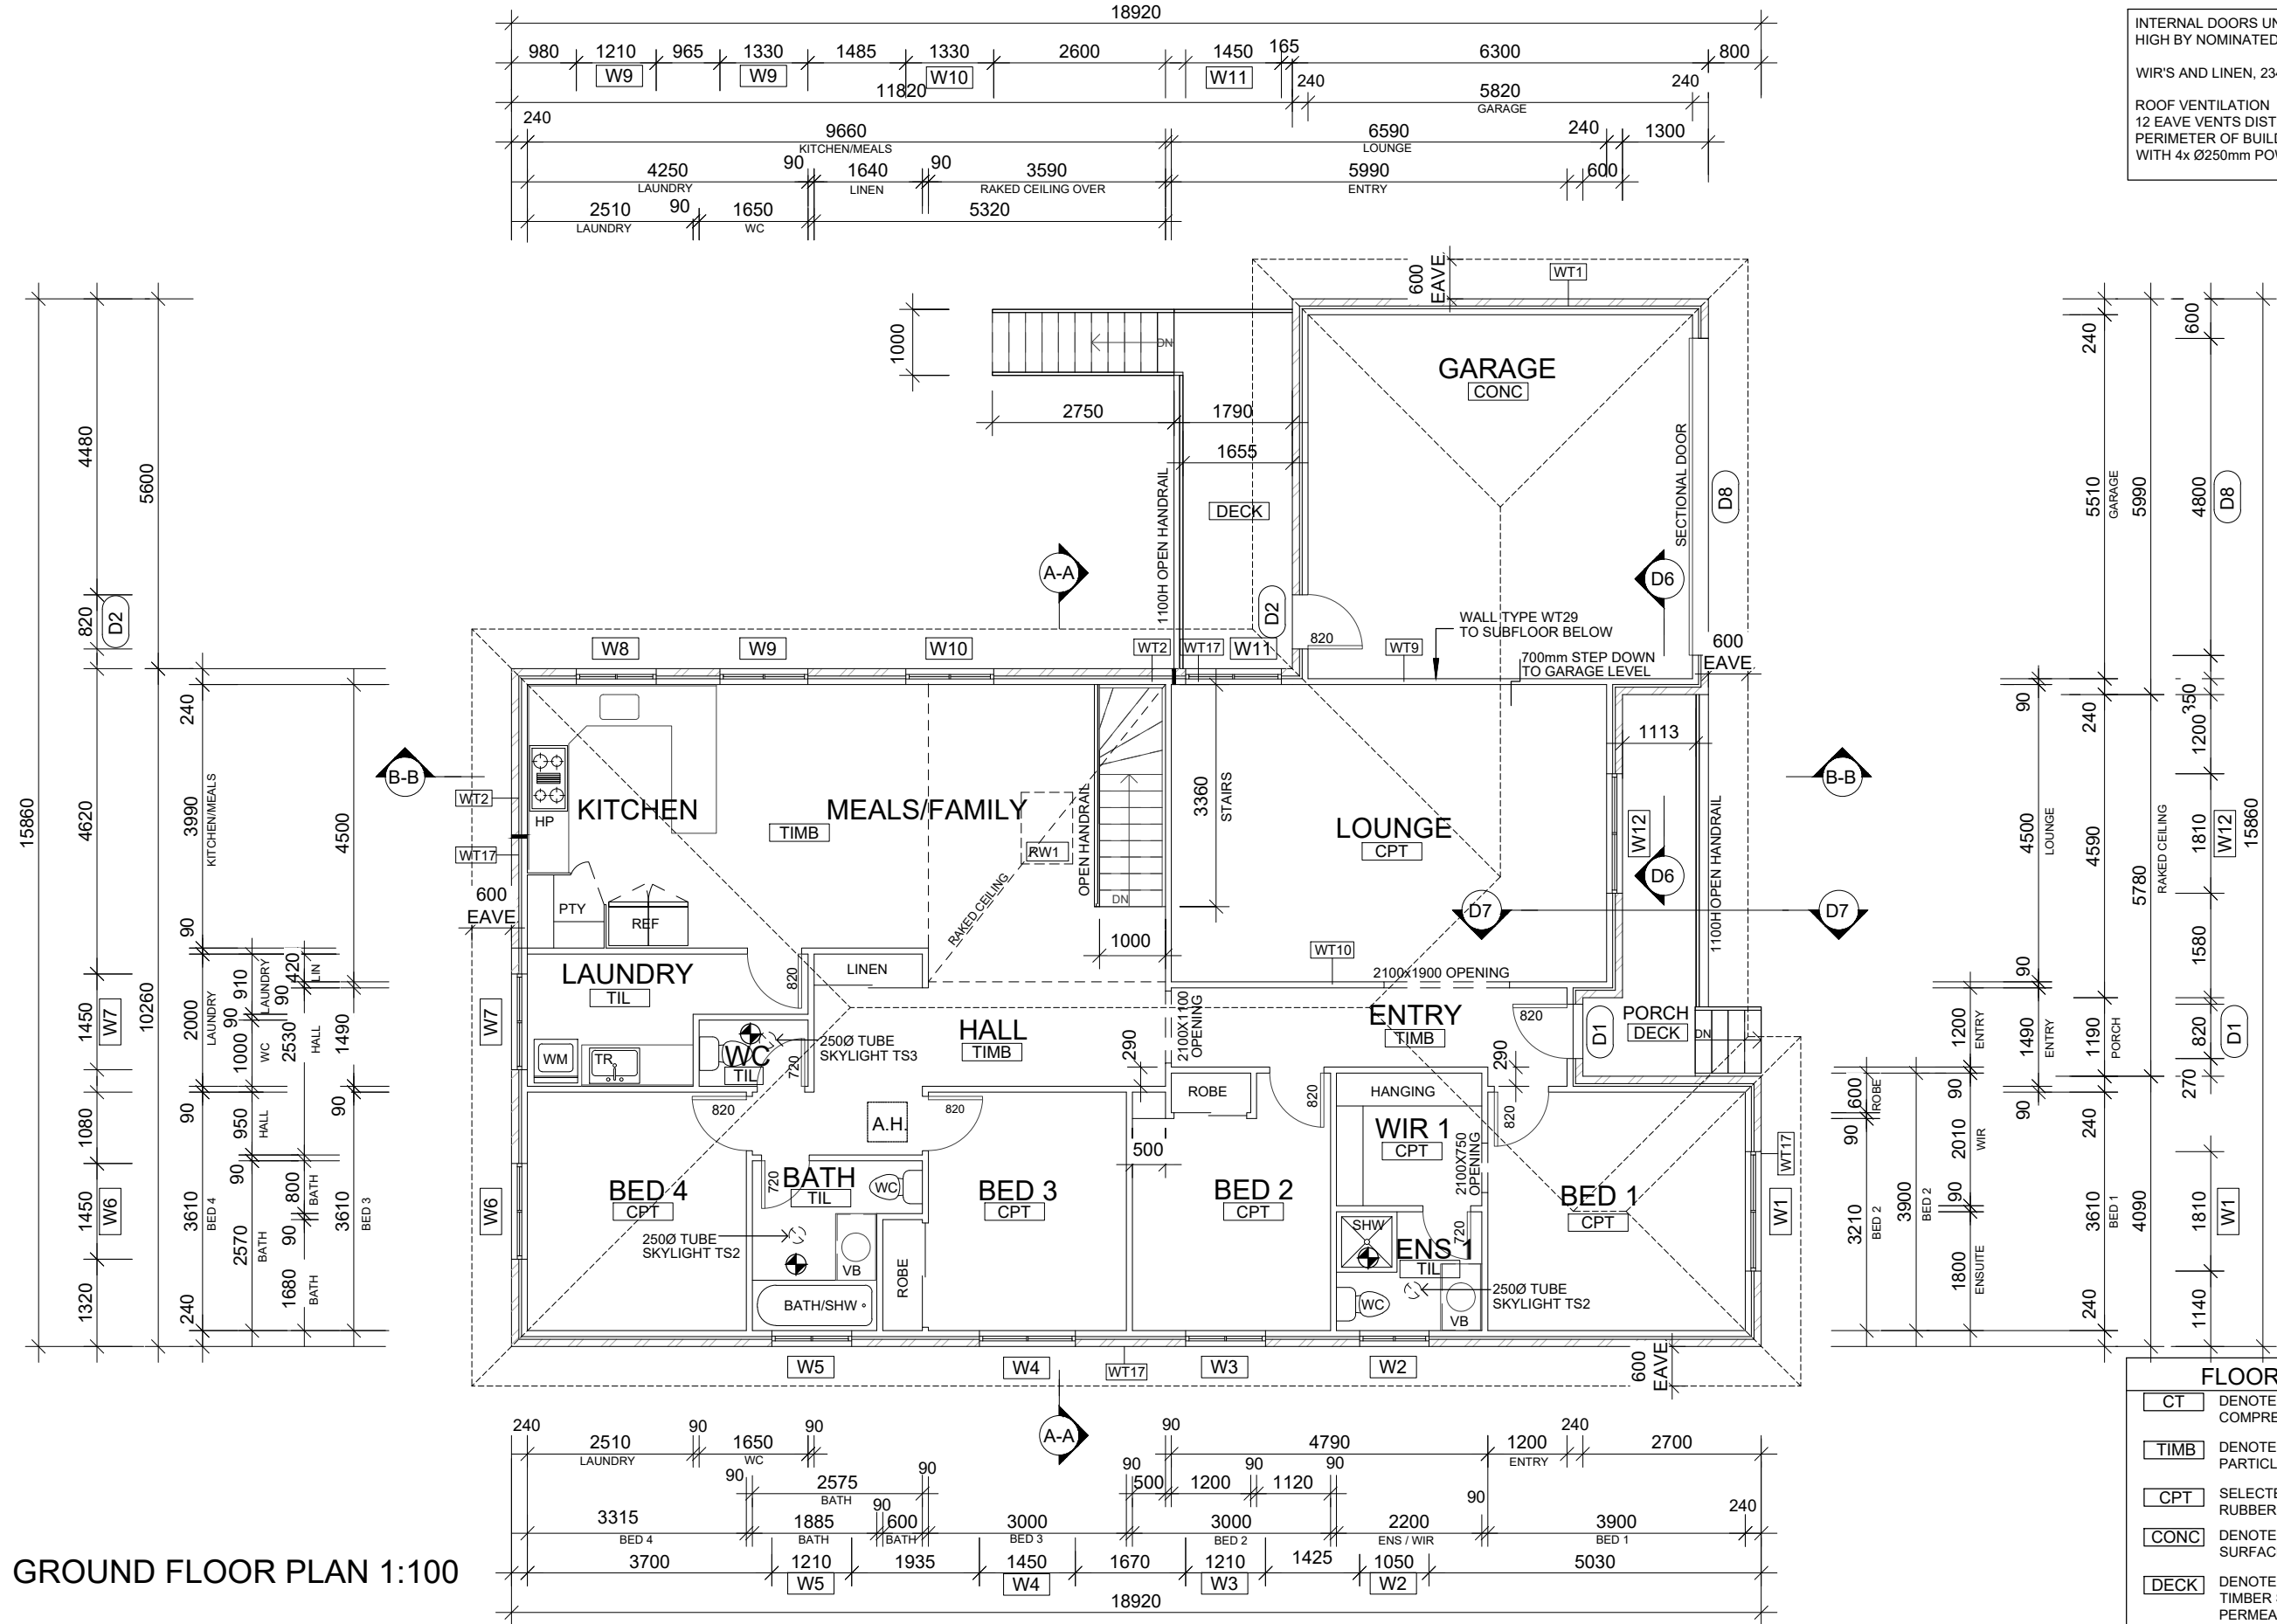 18920
980 1210 965 1330 1485 1330 2600 1450 165 6300 800
W9 W9 W10 W11
11820 240 5820 240
GARAGE
240 9660 6590 240 1300
KITCHEN/MEALS LOUNGE
4250 90 1640 90 3590 5990 600
LAUNDRY LINEN RAKED CEILING OVER ENTRY
2510 90 1650 5320
LAUNDRY WC
INTERNAL DOORS UN
HIGH BY NOMINATED
WIR'S AND LINEN, 234
ROOF VENTILATION
12 EAVE VENTS DIST
PERIMETER OF BUIL
WITH 4x Ø250mm PO
15860
4480
820
D2
4620
1450
W7
1080
1450
W6
1320
5600
10260
240
3990
KITCHEN/MEALS
90
2000
LAUNDRY
90
3610
BED 4
240
910
LAUNDRY
90
1000
WC
950
HALL
90
2570
BATH
420
LIN
90
2530
HALL
800
BATH
90
1680
BATH
4500
1490
90
3610
BED 3
600
EAVE
WT1
1000
DN
2750 1790
1655
1100H OPEN HANDRAIL
DECK
GARAGE
CONC
SECTIONAL DOOR
D8
D6
A-A
D2
820
WALL TYPE WT29
TO SUBFLOOR BELOW
WT9
700mm STEP DOWN
TO GARAGE LEVEL
600
EAVE
W8 W9 W10 WT2 WT17 W11
B-B
WT2
WT17
600
EAVE
HP
KITCHEN
MEALS/FAMILY
TIMB
RW1
RAKED CEILING
OPEN HANDRAIL
DN
3360
STAIRS
1000
LOUNGE
CPT
W12
1113
D6
D7
D7
B-B
1100H OPEN HANDRAIL
WT10
2100x1900 OPENING
PTY
REF
LAUNDRY
TIL
820
LINEN
W7
WM
TR
WC
TIL
720
250Ø TUBE
SKYLIGHT TS3
HALL
TIMB
290
2100X1100
OPENING
ENTRY
TIMB
820
290
D1
PORCH
DECK
DN
820
A.H.
820
500
ROBE
820
HANGING
WIR 1
CPT
2100X750
OPENING
820
BED 4
CPT
W6
250Ø TUBE
SKYLIGHT TS2
BATH
TIL
720
WC
VB
BATH/SHW
ROBE
BED 3
CPT
BED 2
CPT
SHW
720
ENS 1
TIL
WC
VB
250Ø TUBE
SKYLIGHT TS2
BED 1
CPT
WT17
W1
W5 W4 WT17 W3 W2
600
EAVE
A-A
600
ROBE
90
3210
BED 2
3900
BED 2
1200
ENTRY
90
2010
WIR
90
1800
ENSUITE
90
4500
LOUNGE
90
1490
ENTRY
90
240
5510
GARAGE
240
4590
1190
PORCH
240
3610
BED 1
240
5990
5780
RAKED CEILING
4090
600
4800
D8
350
1200
1810
W12
1580
820
D1
270
1810
W1
1140
15860
240 90 90 90 240
2510 1650 4790 1200 2700
LAUNDRY WC ENTRY
90 2575 90 90 500 1200 90 1120 90
BATH
3315 1885 90 600 3000 3000 2200 90 3900 240
BED 4 BATH BATH BED 3 BED 2 ENS / WIR BED 1
3700 1210 1935 1450 1670 1210 1425 1050 5030
W5 W4 W3 W2
18920
GROUND FLOOR PLAN 1:100
FLOOR
CT DENOTE
COMPRE
TIMB DENOTE
PARTICL
CPT SELECTE
RUBBER
CONC DENOTE
SURFAC
DECK DENOTE
TIMBER
PERMEA